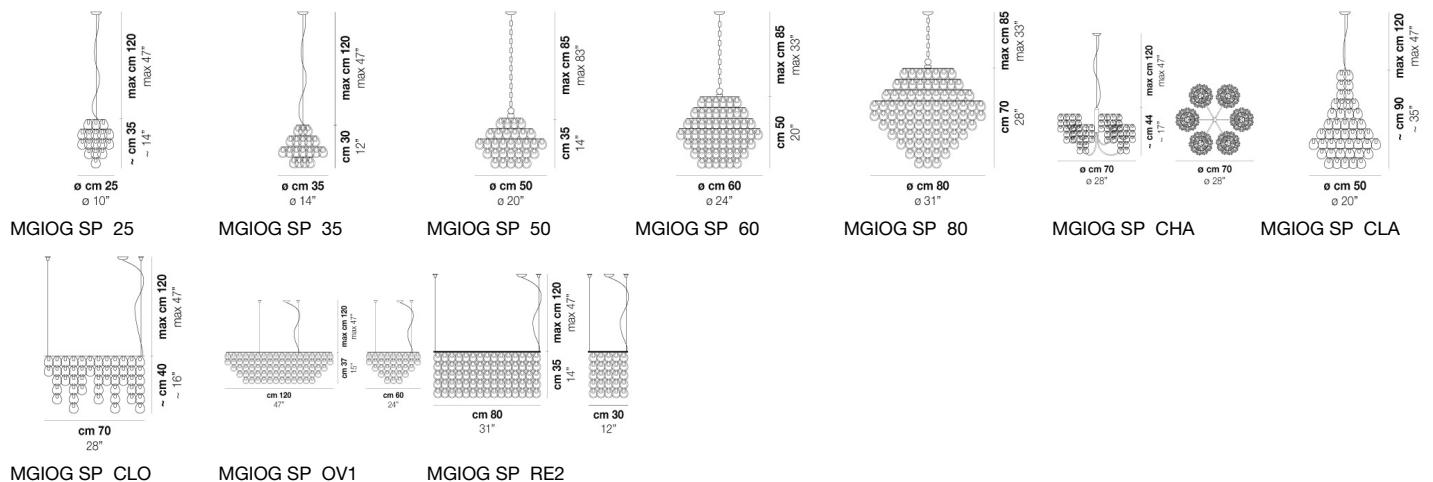 max cm 120
max 47"
~ cm 35
~ 14"
ø cm 25
ø 10"
MGIOG SP 25
max cm 120
max 47"
cm 30
12"
ø cm 35
ø 14"
MGIOG SP 35
max cm 85
max 83"
cm 35
14"
ø cm 50
ø 20"
MGIOG SP 50
max cm 85
max 33"
cm 50
20"
ø cm 60
ø 24"
MGIOG SP 60
max cm 85
max 33"
cm 70
28"
ø cm 80
ø 31"
MGIOG SP 80
max cm 120
max 47"
~ cm 44
~ 17"
ø cm 70
ø 28"
ø cm 70
ø 28"
MGIOG SP CHA
max cm 120
max 47"
~ cm 90
~ 35"
ø cm 50
ø 20"
MGIOG SP CLA
max cm 120
max 47"
~ cm 40
~ 16"
cm 70
28"
MGIOG SP CLO
max cm 120
max 47"
cm 37
15"
cm 120
47"
cm 60
24"
MGIOG SP OV1
max cm 120
max 47"
cm 35
14"
cm 80
31"
cm 30
12"
MGIOG SP RE2